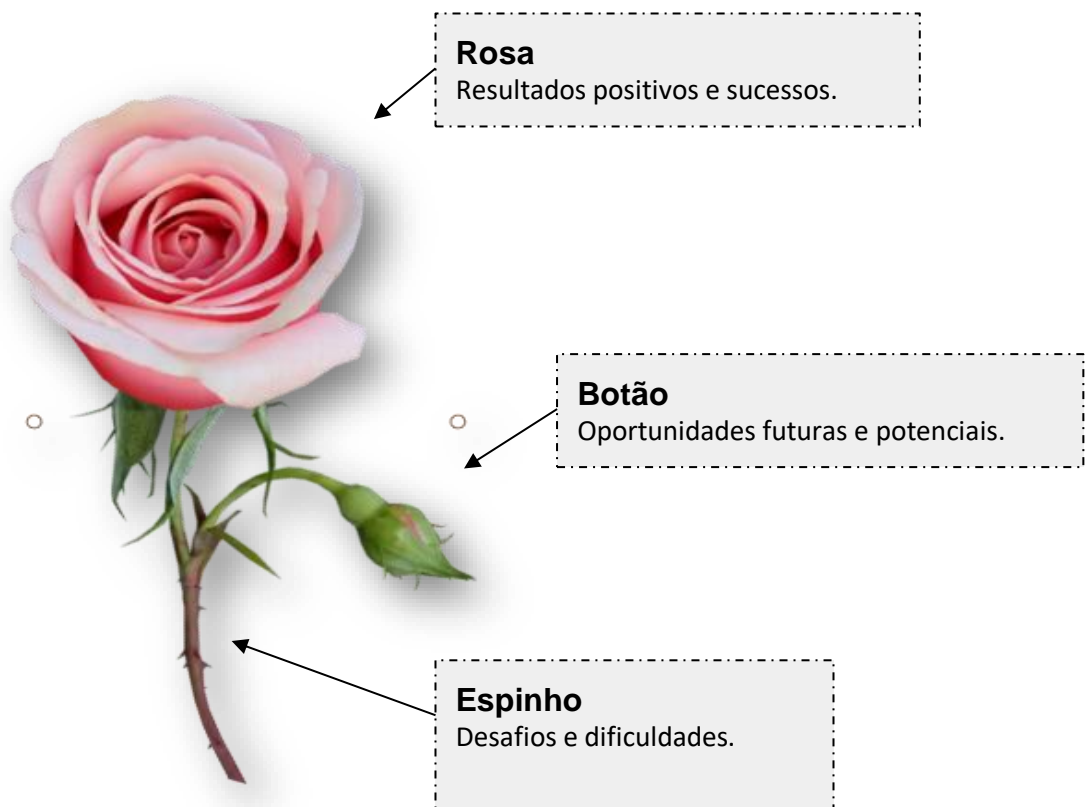 Rosa
Resultados positivos e sucessos.
Botão
Oportunidades futuras e potenciais.
Espinho
Desafios e dificuldades.